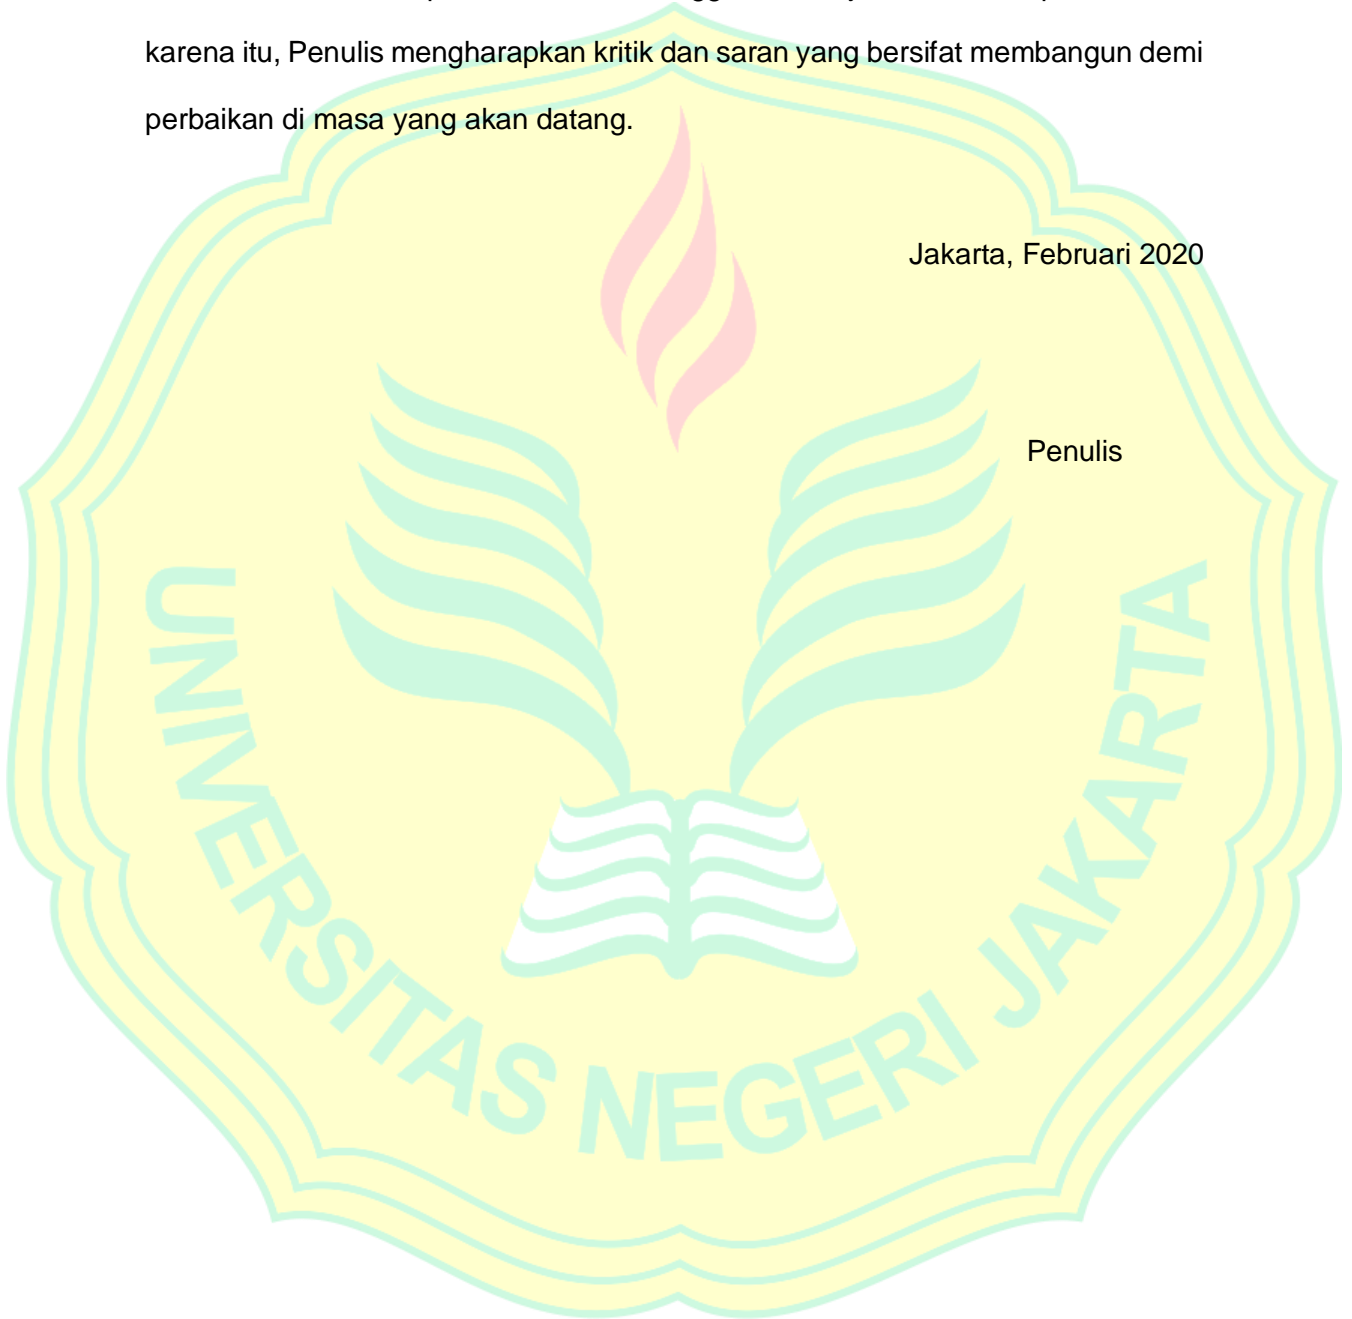 karena itu, Penulis mengharapkan kritik dan saran yang bersifat membangun demi
perbaikan di masa yang akan datang.
Jakarta, Februari 2020
Penulis
UNIVERSITAS NEGERI JAKARTA